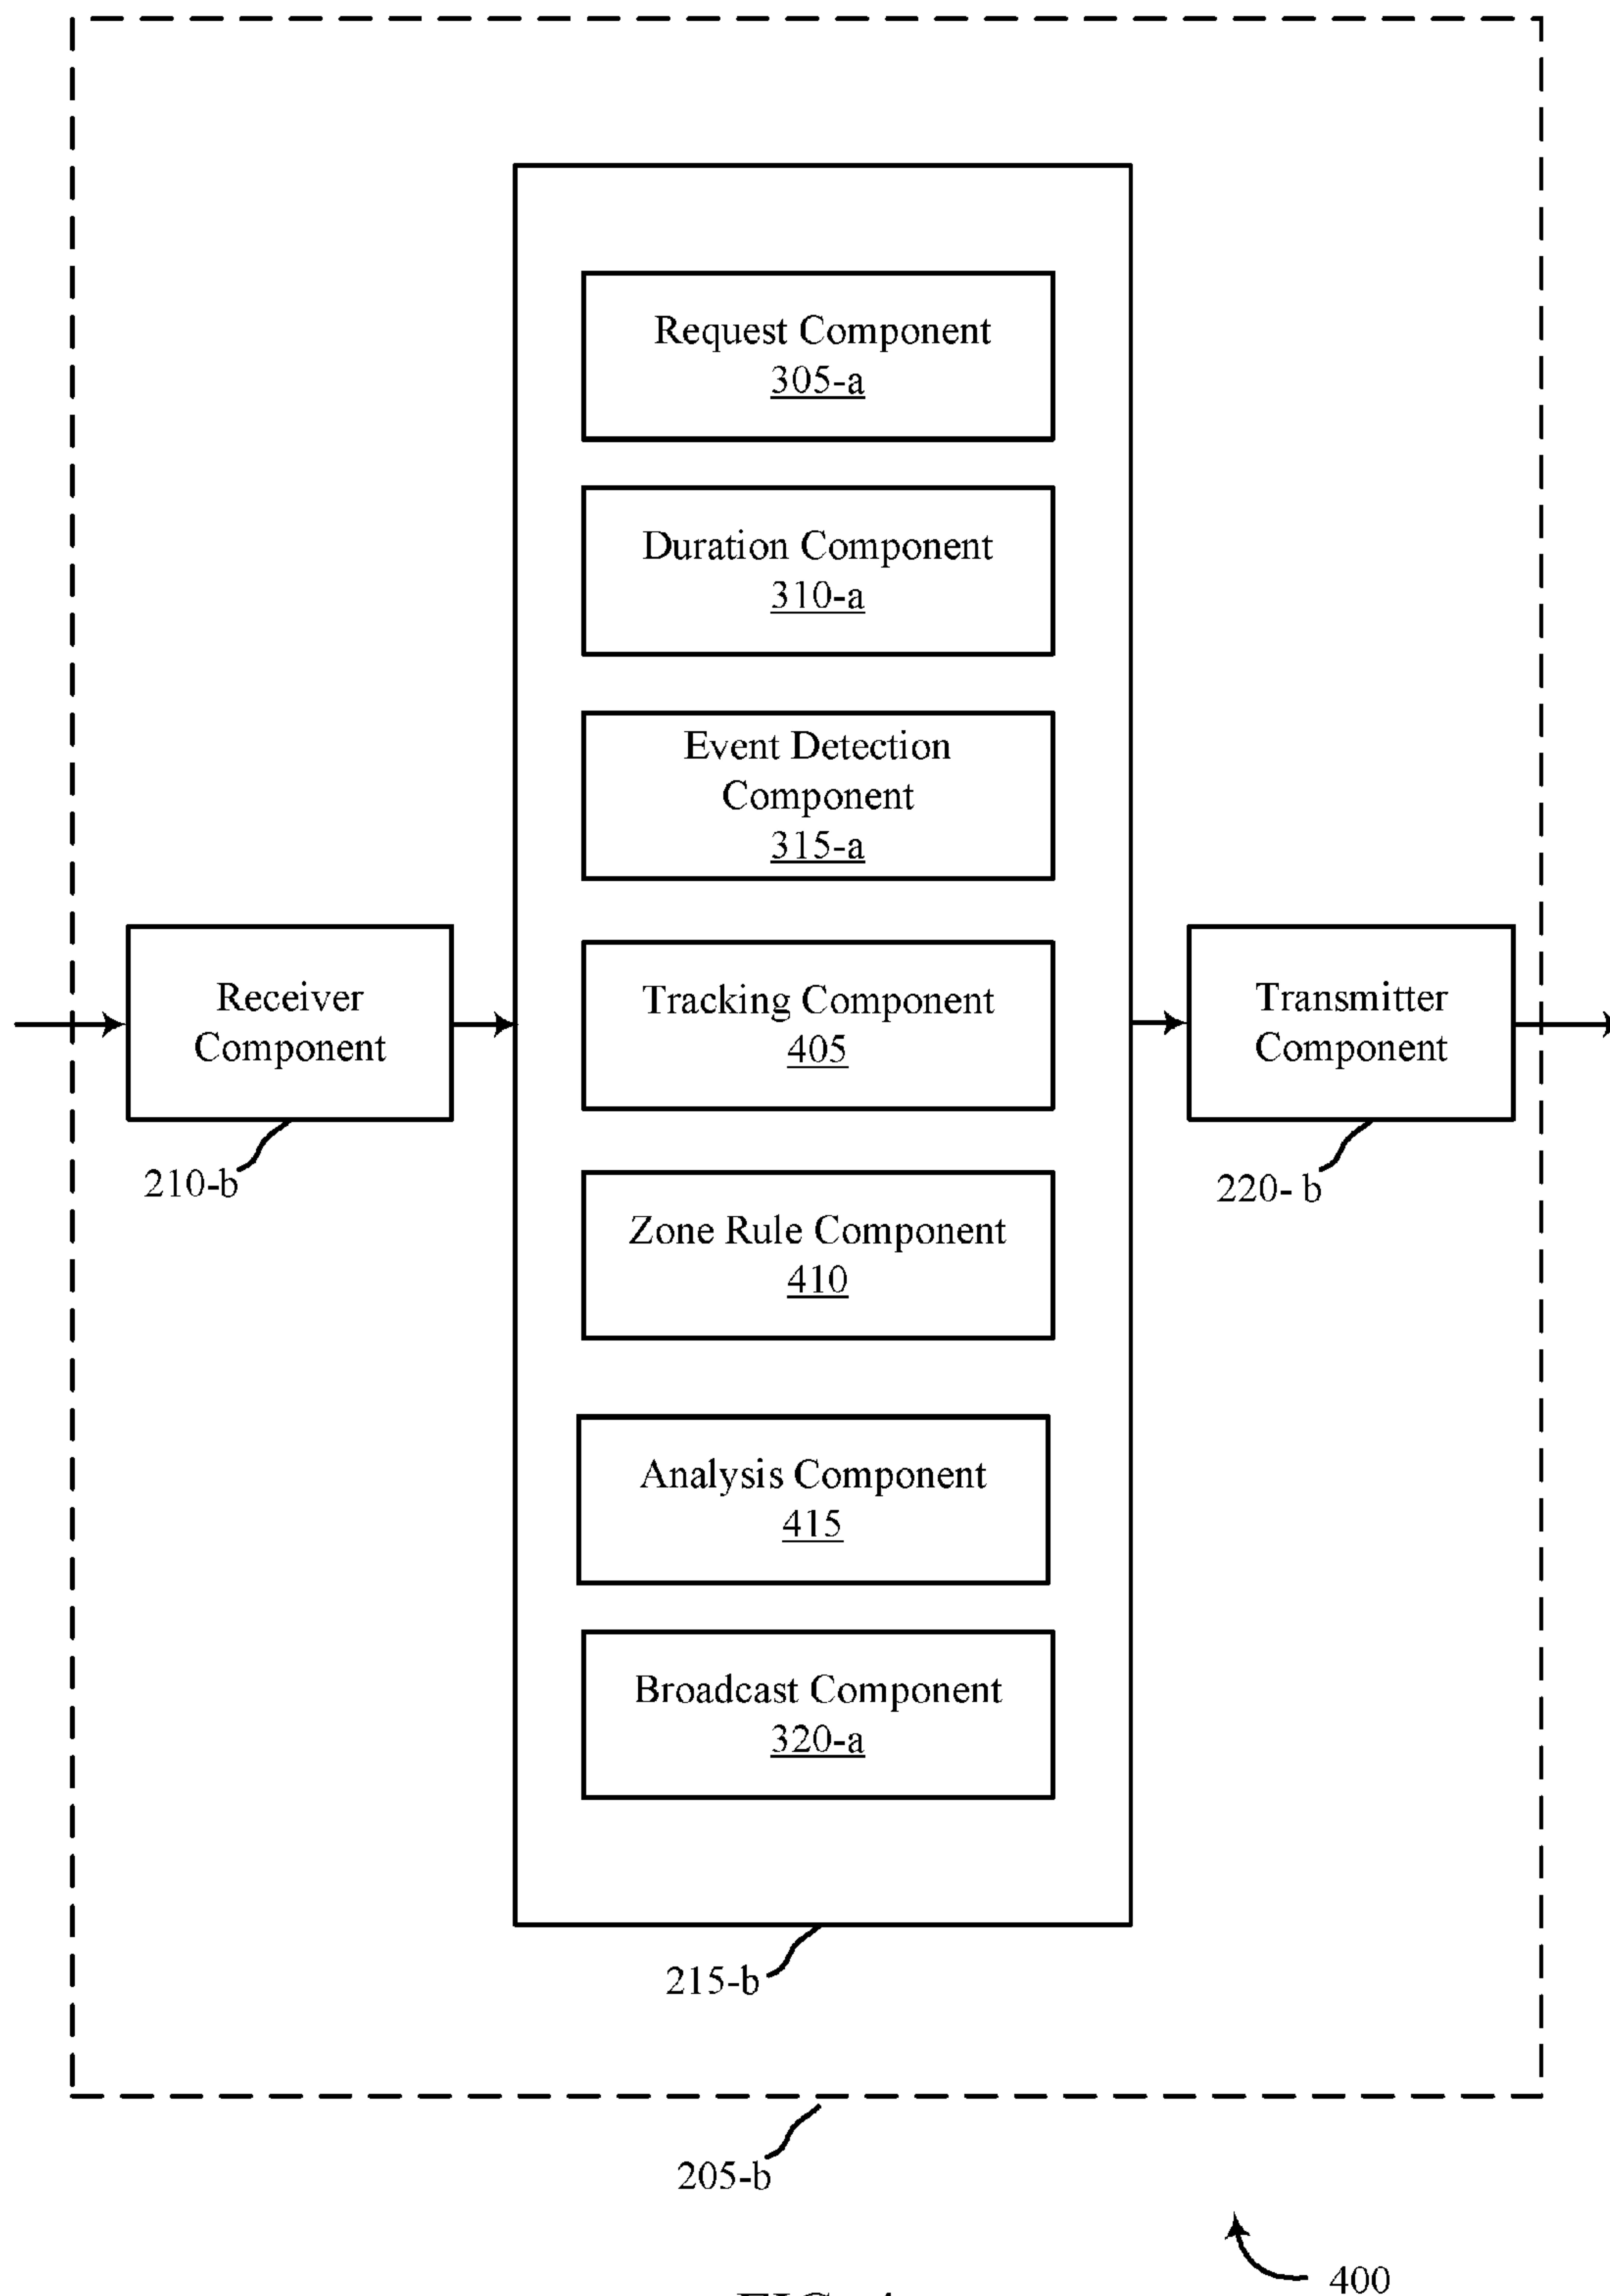 Request Component
305-a
Duration Component
310-a
Event Detection
Component
315-a
Receiver
Component
210-b
Tracking Component
405
Transmitter
Component
220- b
Zone Rule Component
410
Analysis Component
415
Broadcast Component
320-a
215-b
205-b
400